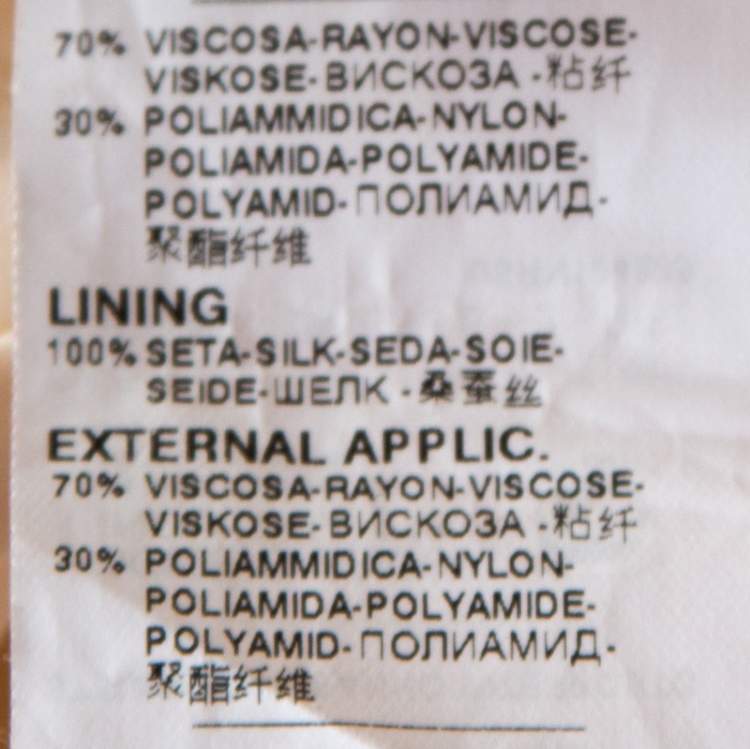 70% VISCOSA-RAYON-VISCOSE-
VISKOSE-ВИСКОЗА -粘纤
30% POLIAMMIDICA-NYLON-
POLIAMIDA-POLYAMIDE-
POLYAMID-ПОЛИАМИД-
聚酯纤维
LINING
100% SETA-SILK-SEDA-SOIE-
SEIDE-ШЕЛК -桑蚕丝
EXTERNAL APPLIC.
70% VISCOSA-RAYON-VISCOSE-
VISKOSE-ВИСКОЗА -粘纤
30% POLIAMMIDICA-NYLON-
POLIAMIDA-POLYAMIDE-
POLYAMID-ПОЛИАМИД-
聚酯纤维